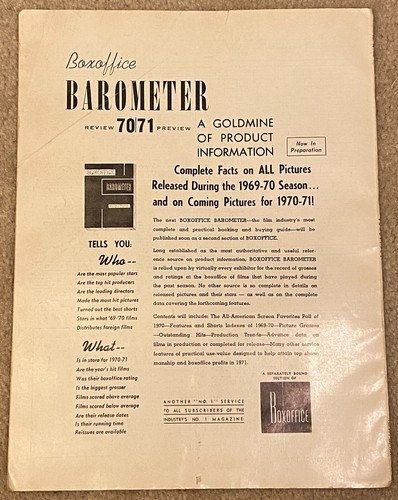 Boxoffice
BAROMETER
REVIEW 70/71 PREVIEW
A GOLDMINE
OF PRODUCT
INFORMATION
Now In
Preparation
BAROMETER
Complete Facts on ALL Pictures
Released During the 1969-70 Season...
and on Coming Pictures for 1970-71!
TELLS YOU:
Who--
Are the most popular stars
Are the top hit producers
Are the leading directors
Made the most hit pictures
Turned out the best shorts
Stars in what '69-'70 films
Distributes foreign films
What--
Is in store for 1970-71
Are the year's hit films
Was their boxoffice rating
Is the biggest grosser
Films scored above average
Films scored below average
Are their release dates
Is their running time
Reissues are available
The next BOXOFFICE BAROMETER—the film industry's most
complete and practical booking and buying guide—will be
published soon as a second section of BOXOFFICE.
Long established as the most authoritative and useful refer-
ence source on product information, BOXOFFICE BAROMETER
is relied upon by virtually every exhibitor for the record of grosses
and ratings at the boxoffice of films that have played during the
past season. No other source is so complete in details on
released pictures and their stars — as well as on the complete
data covering the forthcoming features.
Contents will include: The All-American Screen Favorites Poll of
1970—Features and Shorts Indexes of 1969-70—Picture Grosses
—Outstanding Hits—Production Trends—Advance data on
films in production or completed for release—Many other service
features of practical use-value designed to help attain top show-
manship and boxoffice profits in 1971.
ANOTHER "NO. 1" SERVICE
TO ALL SUBSCRIBERS OF THE
INDUSTRY'S NO. 1 MAGAZINE
A SEPARATELY BOUND
SECTION OF
BOXOFFICE